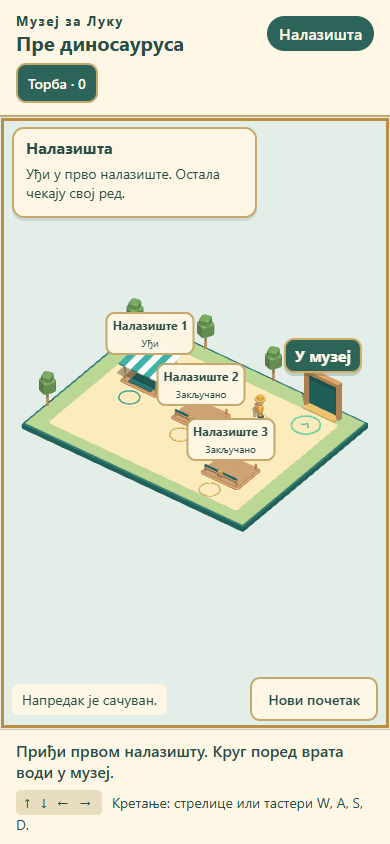 Музеј за Луку
Пре диносауруса
Налазишта
Торба · 0
Налазишта
Уђи у прво налазиште. Остала
чекају свој ред.
Налазиште 1
Уђи
У музеј
Налазиште 2
Закључано
Налазиште 3
Закључано
Напредак је сачуван.
Нови почетак
Приђи првом налазишту. Круг поред врата
води у музеј.
↑ ↓ ← → Кретање: стрелице или тастери W, A, S,
D.